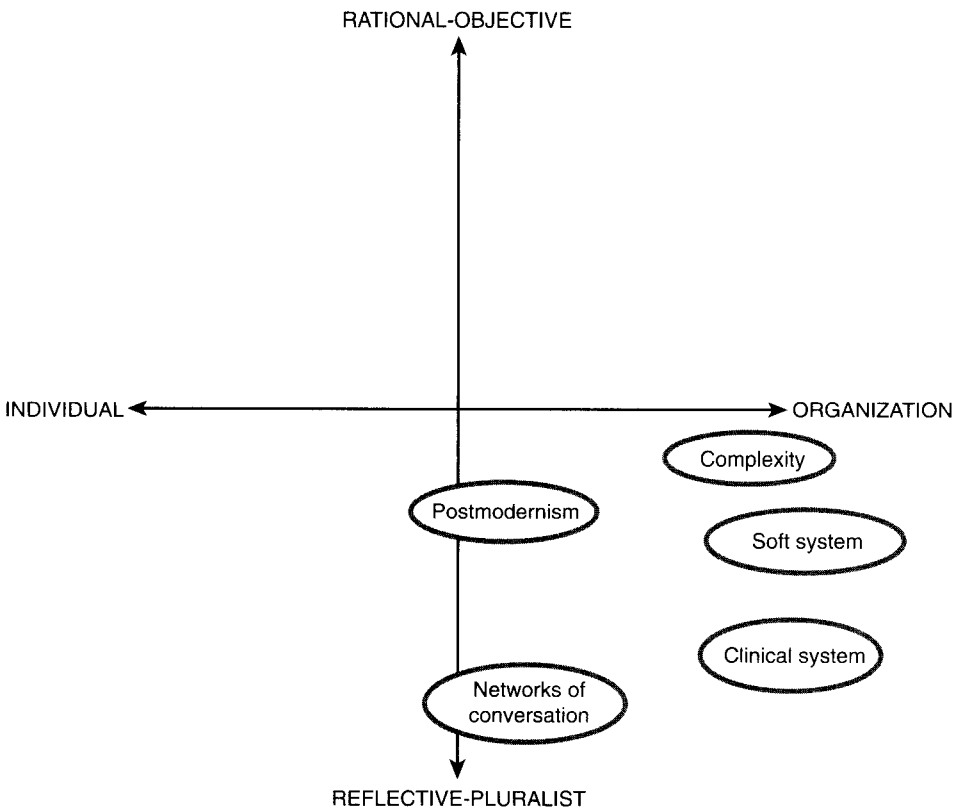 RATIONAL-OBJECTIVE
INDIVIDUAL
ORGANIZATION
Complexity
Postmodernism
Soft system
Clinical system
Networks of
conversation
REFLECTIVE-PLURALIST